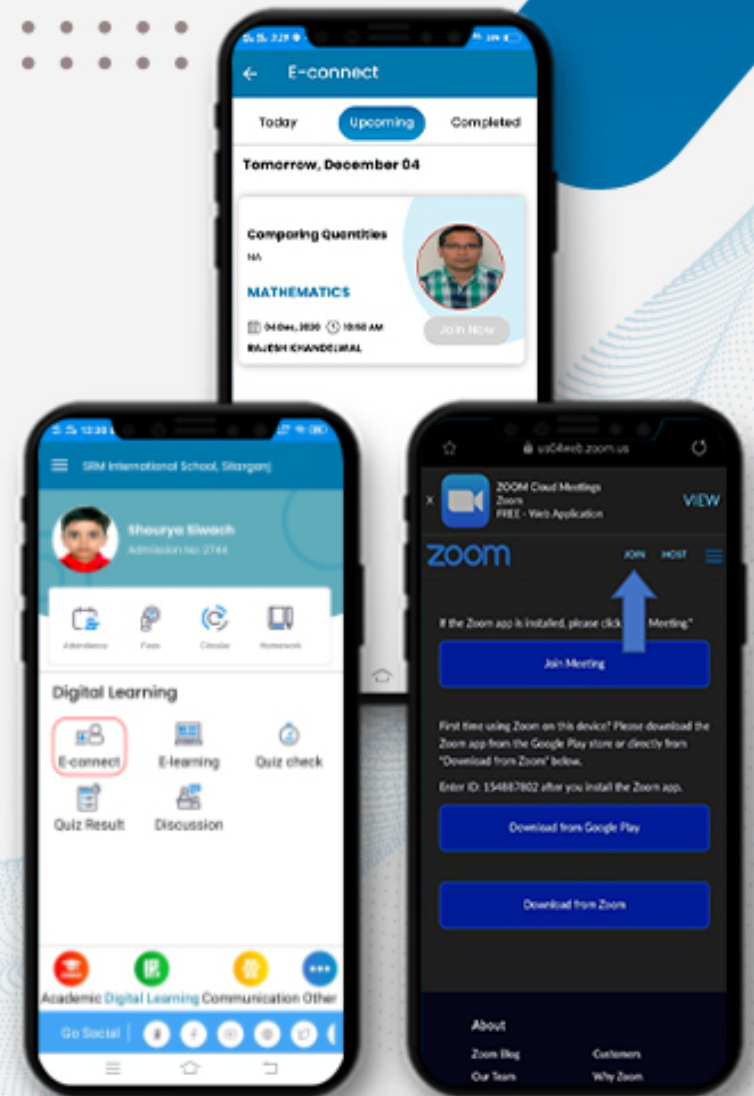 E-connect
Today Upcoming Completed
Tomorrow, December 04
Comparing Quantities
NA
MATHEMATICS
04 Dec, 2020 10:50 AM
Join Now
RAJESH KHANDELWAL
SRM International School, Sitarganj
Shourya Siwach
Admission No: 2744
Attendance Fees Circular Homework
Digital Learning
E-connect E-learning Quiz check
Quiz Result Discussion
Academic Digital Learning Communication Other
Go Social
us04web.zoom.us
ZOOM Cloud Meetings
Zoom
FREE - Web Application
VIEW
zoom JOIN HOST
If the Zoom app is installed, please click Meeting."
Join Meeting
First time using Zoom on this device? Please download the
Zoom app from the Google Play store or directly from
"Download from Zoom" below.
Enter ID: 154887802 after you install the Zoom app.
Download from Google Play
Download from Zoom
About
Zoom Blog Customers
Our Team Why Zoom